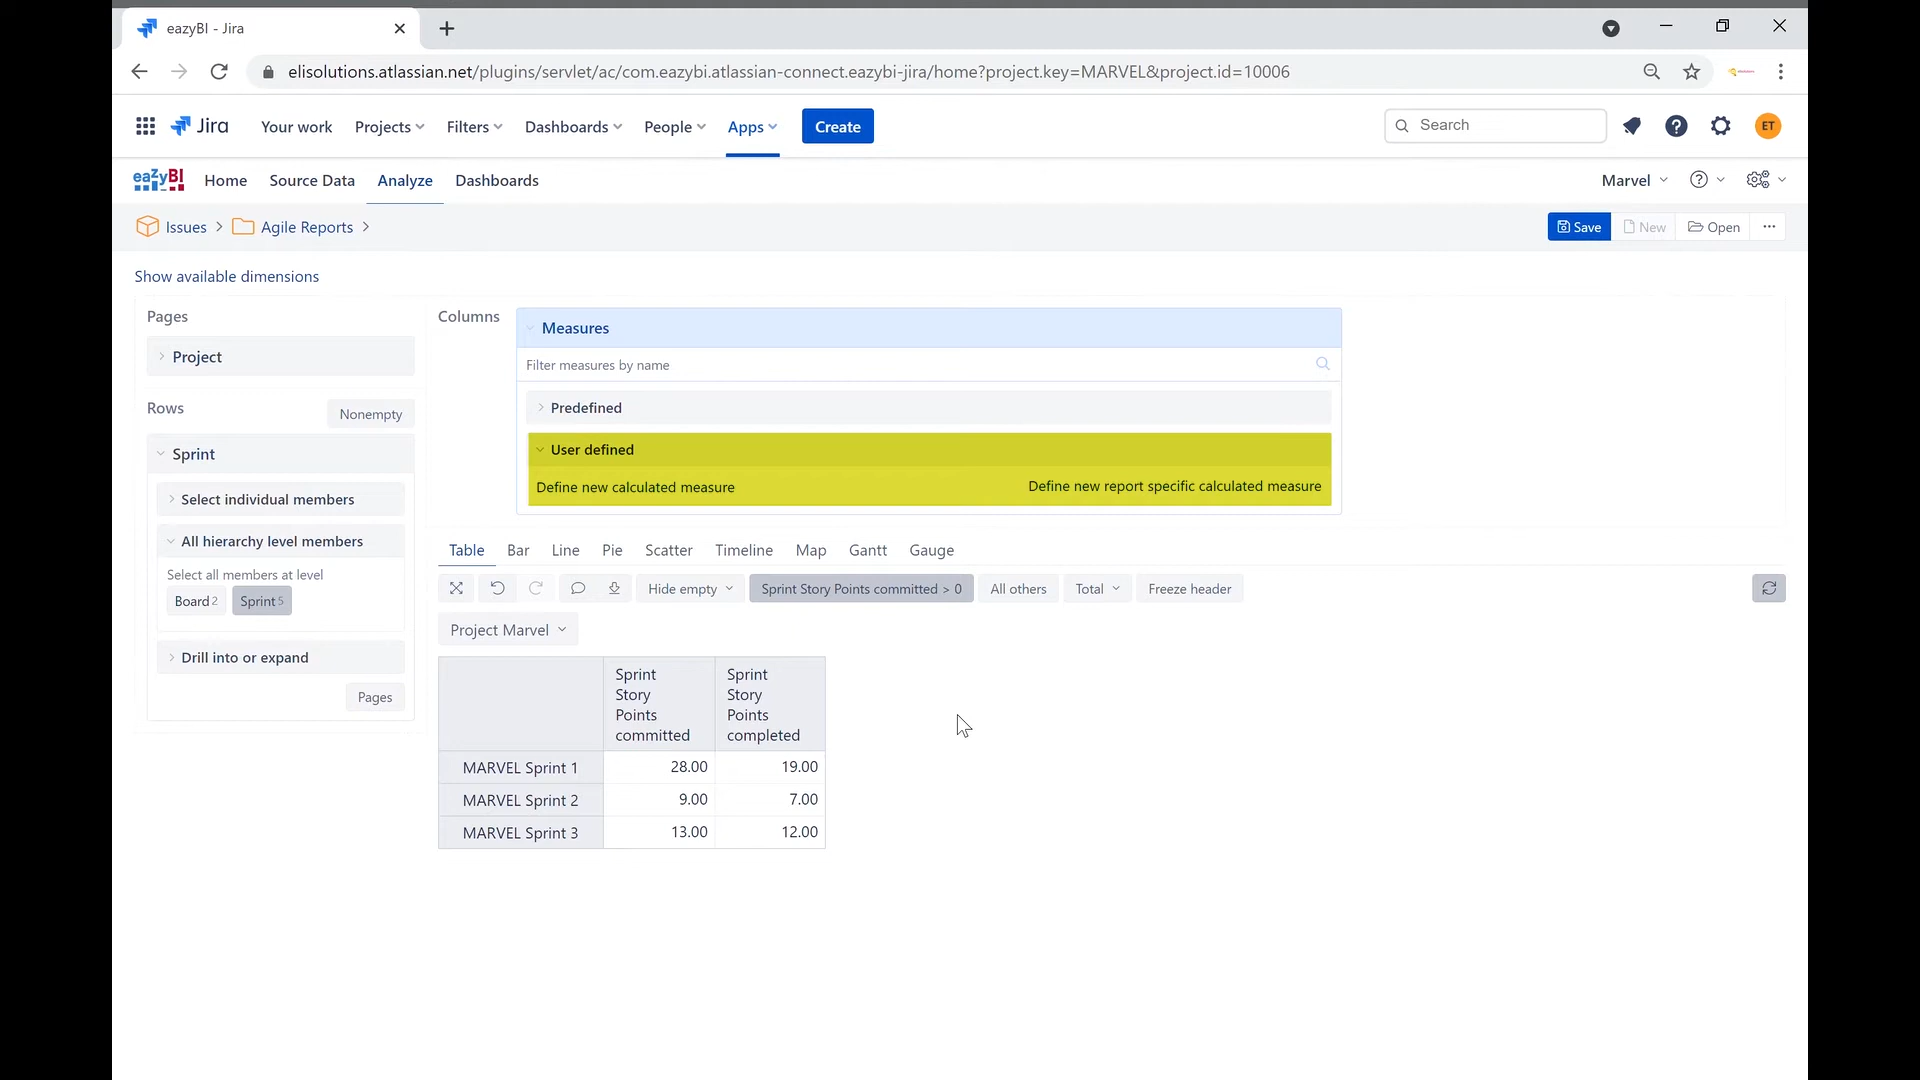 eazyBI - Jira
elisolutions.atlassian.net/plugins/servlet/ac/com.eazybi.atlassian-connect.eazybi-jira/home?project.key=MARVEL&project.id=10006
Jira Your work Projects Filters Dashboards People Apps Create Search ET
eazyBI Home Source Data Analyze Dashboards Marvel
Issues Agile Reports Save New Open
Show available dimensions
Pages
Project
Rows
Nonempty
Sprint
Select individual members
All hierarchy level members
Select all members at level
Board 2 Sprint 5
Drill into or expand
Pages
Columns
Measures
Filter measures by name
Predefined
User defined
Define new calculated measure Define new report specific calculated measure
Table Bar Line Pie Scatter Timeline Map Gantt Gauge
Hide empty Sprint Story Points committed > 0 All others Total Freeze header
Project Marvel
Sprint Story Points committed Sprint Story Points completed
MARVEL Sprint 1 28.00 19.00
MARVEL Sprint 2 9.00 7.00
MARVEL Sprint 3 13.00 12.00